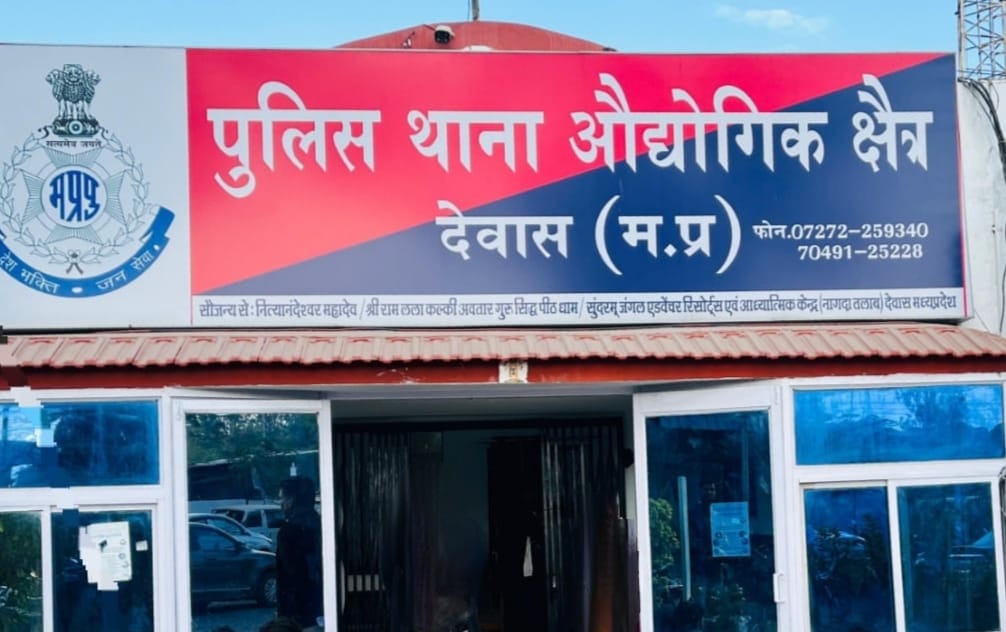 सत्यमेव जयते
मप्रपु
देश भक्ति - जन सेवा
पुलिस थाना औद्योगिक क्षैत्र
देवास (म.प्र)
फोन.07272-259340
70491-25228
सौजन्य से : नित्यानंदेश्वर महादेव / श्री राम लला कल्की अवतार गुरू सिद्ध पीठ धाम / सुंदरम् जंगल एडवेंचर रिसोर्ट्स एवं आध्यात्मिक केन्द्र (नागदा तलाब) देवास मध्यप्रदेश